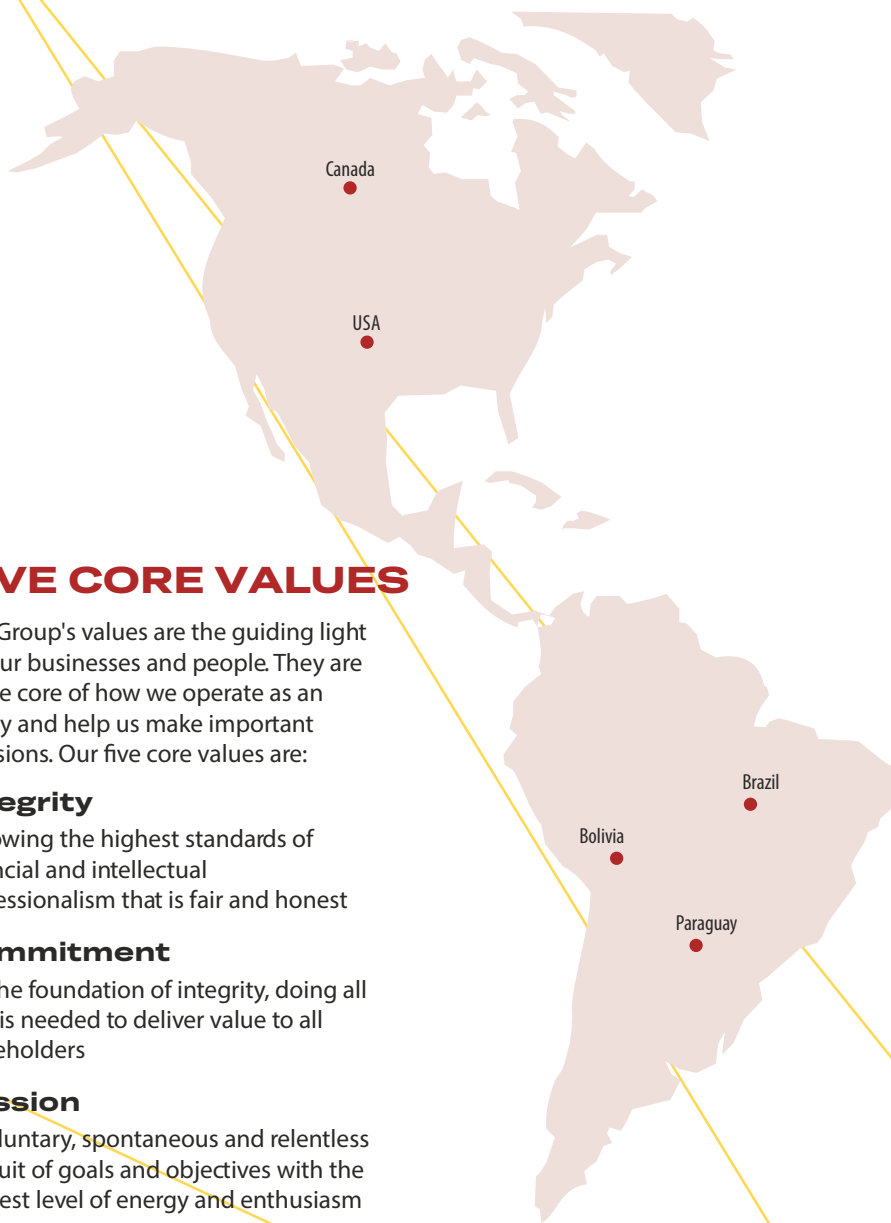 Canada
USA
VE CORE VALUES
Group's values are the guiding light
ur businesses and people. They are
e core of how we operate as an
y and help us make important
sions. Our five core values are:
egrity
owing the highest standards of
ncial and intellectual
essionalism that is fair and honest
mmitment
he foundation of integrity, doing all
is needed to deliver value to all
eholders
ssion
luntary, spontaneous and relentless
uit of goals and objectives with the
est level of energy and enthusiasm
Brazil
Bolivia
Paraguay